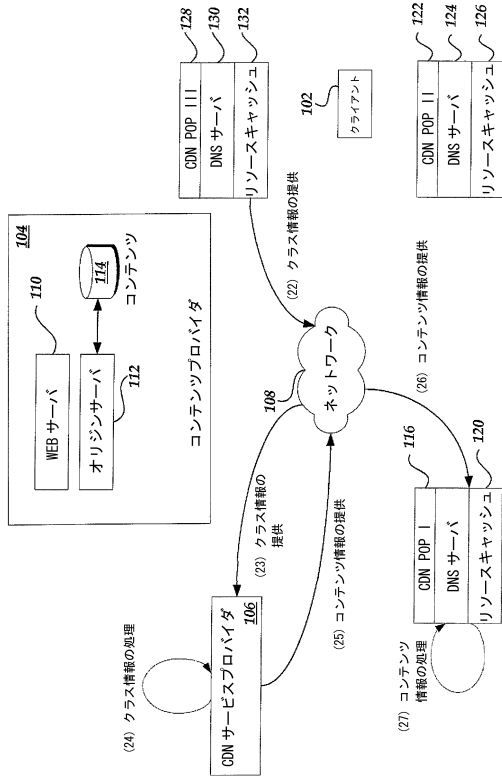 104
WEB サーバ
110
オリジンサーバ
112
114
コンテンツ
コンテンツプロバイダ
(24) クラス情報の処理
CDN サービスプロバイダ
106
(23) クラス情報の
提供
(22) クラス情報の提供
(25) コンテンツ情報の提供
108
ネットワーク
(26) コンテンツ情報の提供
(27) コンテンツ
情報の処理
CDN POP I
116
DNS サーバ
リソースキャッシュ
120
CDN POP III
128
DNS サーバ
130
リソースキャッシュ
132
102
クライアント
CDN POP II
122
DNS サーバ
124
リソースキャッシュ
126